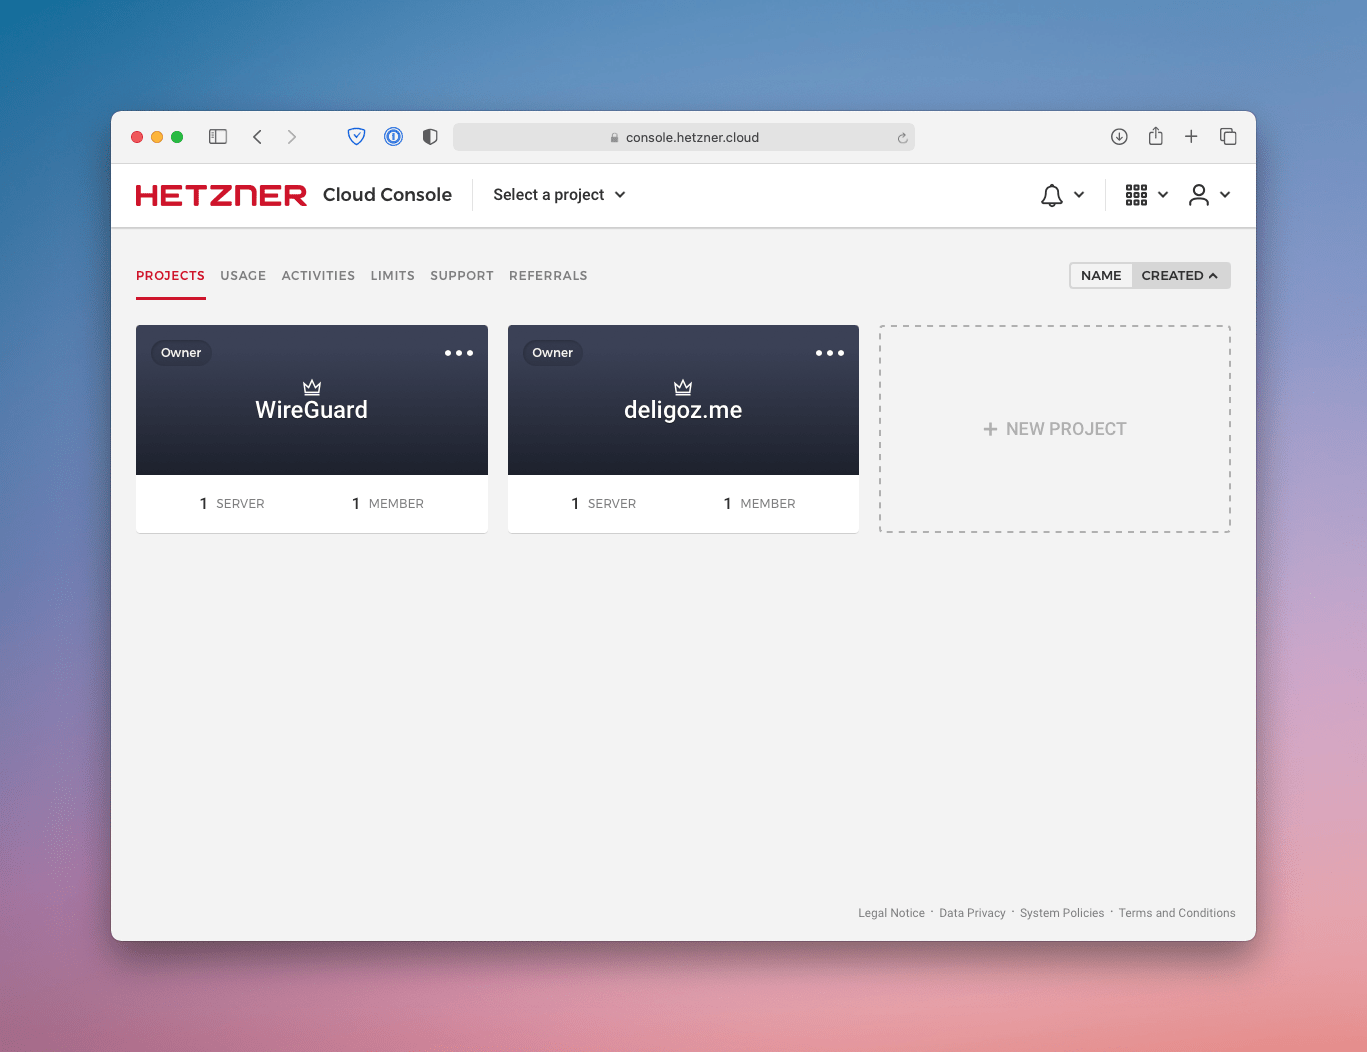 console.hetzner.cloud
HETZNER Cloud Console Select a project
PROJECTS USAGE ACTIVITIES LIMITS SUPPORT REFERRALS NAME CREATED
Owner
WireGuard
1 SERVER 1 MEMBER
Owner
deligoz.me
1 SERVER 1 MEMBER
+ NEW PROJECT
Legal Notice · Data Privacy · System Policies · Terms and Conditions